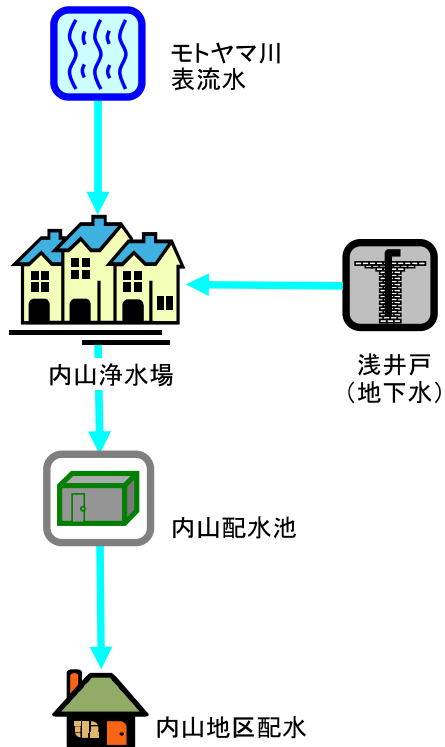 モトヤマ川
表流水
浅井戸
（地下水）
内山浄水場
内山配水池
内山地区配水